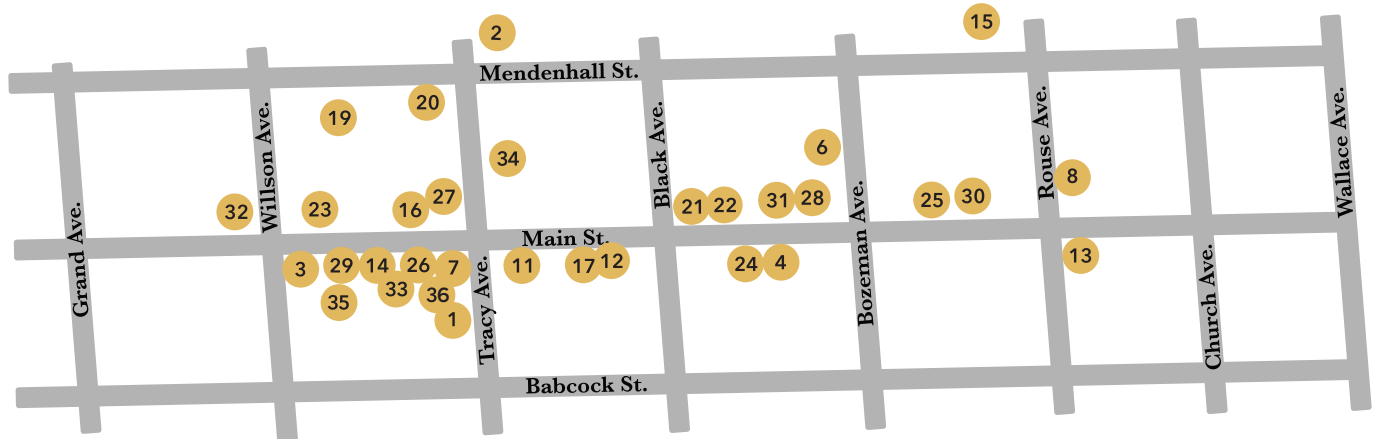 2
15
Mendenhall St.
20
19
Willson Ave.
Black Ave.
Rouse Ave.
Wallace Ave.
6
34
8
27
32
23
16
21
22
31
28
25
30
Grand Ave.
Main St.
Bozeman Ave.
3
29
14
26
7
11
17
12
24
4
13
33
36
35
1
Tracy Ave.
Church Ave.
Babcock St.